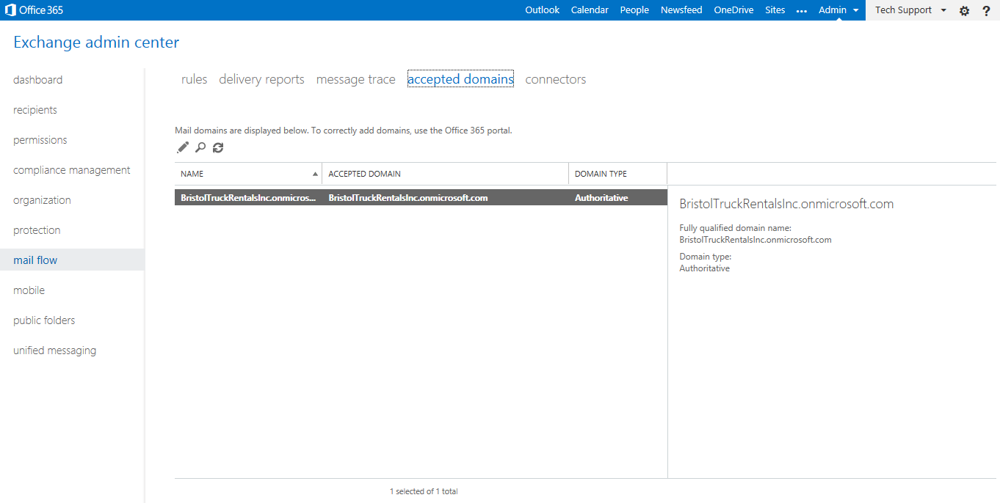 Office 365
Outlook Calendar People Newsfeed OneDrive Sites ... Admin Tech Support ?
Exchange admin center
dashboard
recipients
permissions
compliance management
organization
protection
mail flow
mobile
public folders
unified messaging
rules delivery reports message trace accepted domains connectors
Mail domains are displayed below. To correctly add domains, use the Office 365 portal.
NAME ACCEPTED DOMAIN DOMAIN TYPE
BristolTruckRentalsInc.onmicros... BristolTruckRentalsInc.onmicrosoft.com Authoritative
BristolTruckRentalsInc.onmicrosoft.com
Fully qualified domain name:
BristolTruckRentalsInc.onmicrosoft.com
Domain type:
Authoritative
1 selected of 1 total